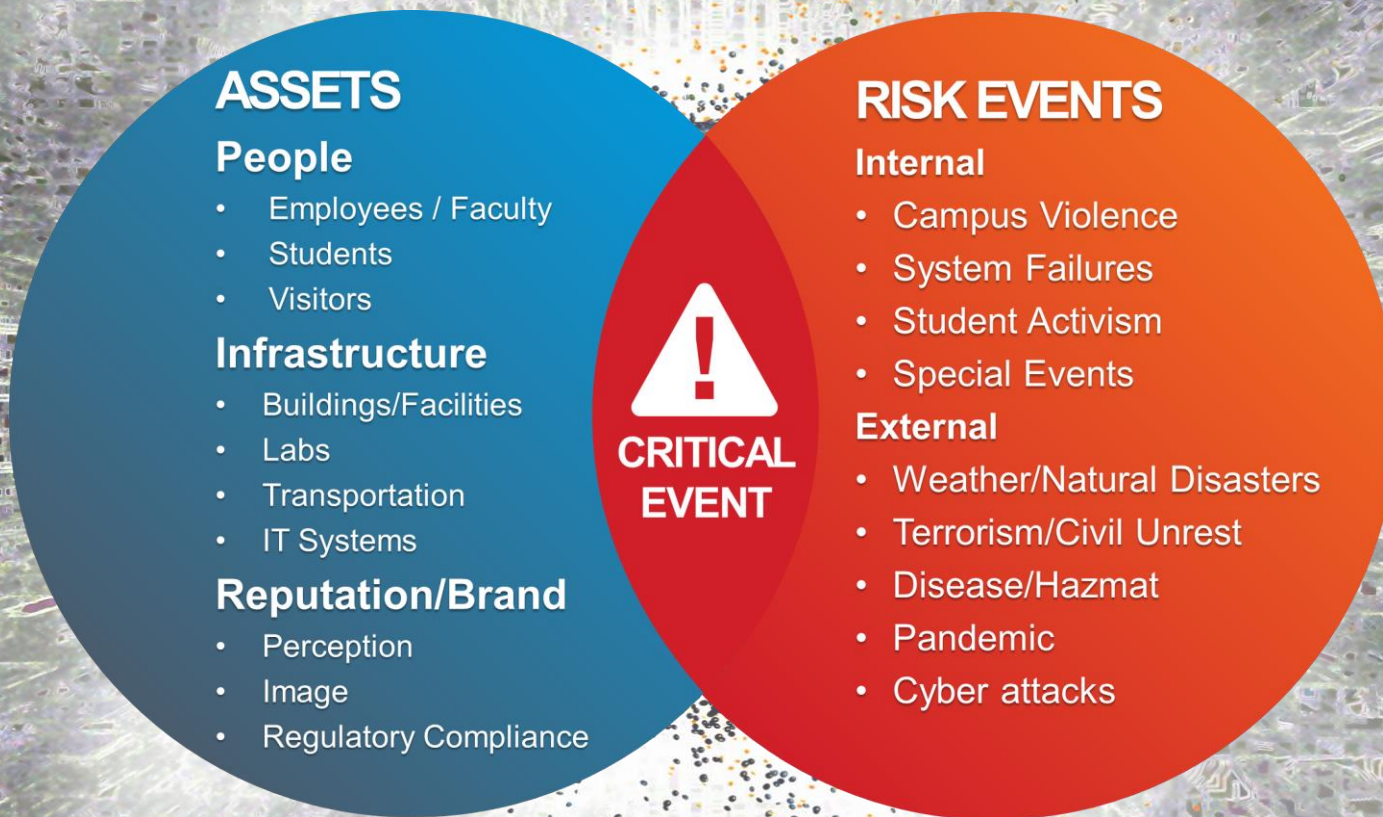 ASSETS
People
• Employees / Faculty
• Students
• Visitors
Infrastructure
• Buildings/Facilities
• Labs
• Transportation
• IT Systems
Reputation/Brand
• Perception
• Image
• Regulatory Compliance
!
CRITICAL
EVENT
RISK EVENTS
Internal
• Campus Violence
• System Failures
• Student Activism
• Special Events
External
• Weather/Natural Disasters
• Terrorism/Civil Unrest
• Disease/Hazmat
• Pandemic
• Cyber attacks